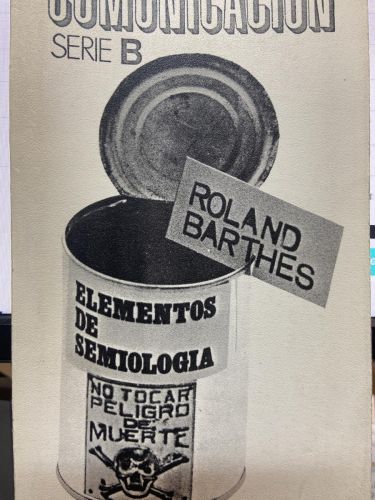 COMUNICACION
SERIE B
ROLAND
BARTHES
ELEMENTOS
DE
SEMIOLOGIA
NO TOCAR
PELIGRO
DE
MUERTE